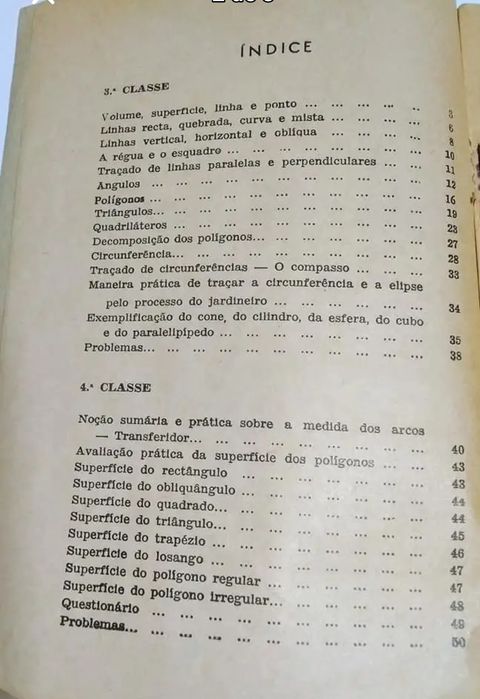 ÍNDICE
3.ª CLASSE
Volume, superfície, linha e ponto ... ... ... ... .. 3
Linhas recta, quebrada, curva e mista ... ... ... .. 6
Linhas vertical, horizontal e oblíqua ... ... ... ... 8
A régua e o esquadro ... ... ... ... ... ... ... 10
Traçado de linhas paralelas e perpendiculares ... ... 11
Angulos ... ... ... ... ... ... ... ... ... ... 12
Polígonos ... ... ... ... ... ... ... ... ... ... 16
Triângulos... ... ... ... ... ... ... ... ... ... 19
Quadriláteros ... ... ... ... ... ... ... ... ... 23
Decomposição dos polígonos... ... ... ... ... ... 27
Circunferência... ... ... ... ... ... ... ... ... 28
Traçado de circunferências — O compasso ... ... ... 33
Maneira prática de traçar a circunferência e a elipse
pelo processo do jardineiro ... ... ... ... ... 34
Exemplificação do cone, do cilindro, da esfera, do cubo
e do paralelipípedo ... ... ... ... ... ... ... 35
Problemas... ... ... ... ... ... ... ... ... ... 38
4.ª CLASSE
Noção sumária e prática sobre a medida dos arcos
— Transferidor... ... ... ... ... ... ... ... 40
Avaliação prática da superfície dos polígonos ... ... 43
Superfície do rectângulo ... ... ... ... ... ... 43
Superfície do obliquângulo ... ... ... ... ... ... 44
Superfície do quadrado... ... ... ... ... ... ... 44
Superfície do triângulo... ... ... ... ... ... ... 45
Superfície do trapézio ... ... ... ... ... ... ... 46
Superfície do losango ... ... ... ... ... ... ... 47
Superfície do polígono regular ... ... ... ... ... 47
Superfície do polígono irregular... ... ... ... ... 48
Questionário ... ... ... ... ... ... ... ... ... 49
Problemas... ... ... ... ... ... ... ... ... ... 50